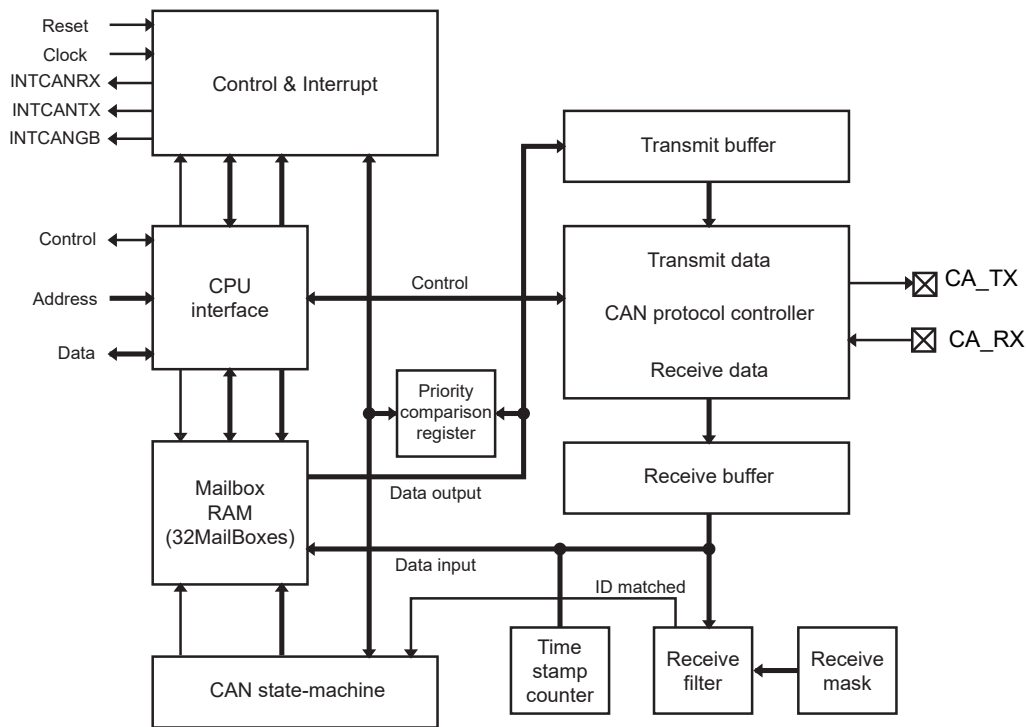 Reset
Clock
INTCANRX
INTCANTX
INTCANGB
Control & Interrupt
Transmit buffer
Control
Address
Data
CPU
interface
Control
Transmit data
CAN protocol controller
Receive data
CA_TX
CA_RX
Priority
comparison
register
Mailbox
RAM
(32MailBoxes)
Data output
Receive buffer
Data input
ID matched
CAN state-machine
Time
stamp
counter
Receive
filter
Receive
mask